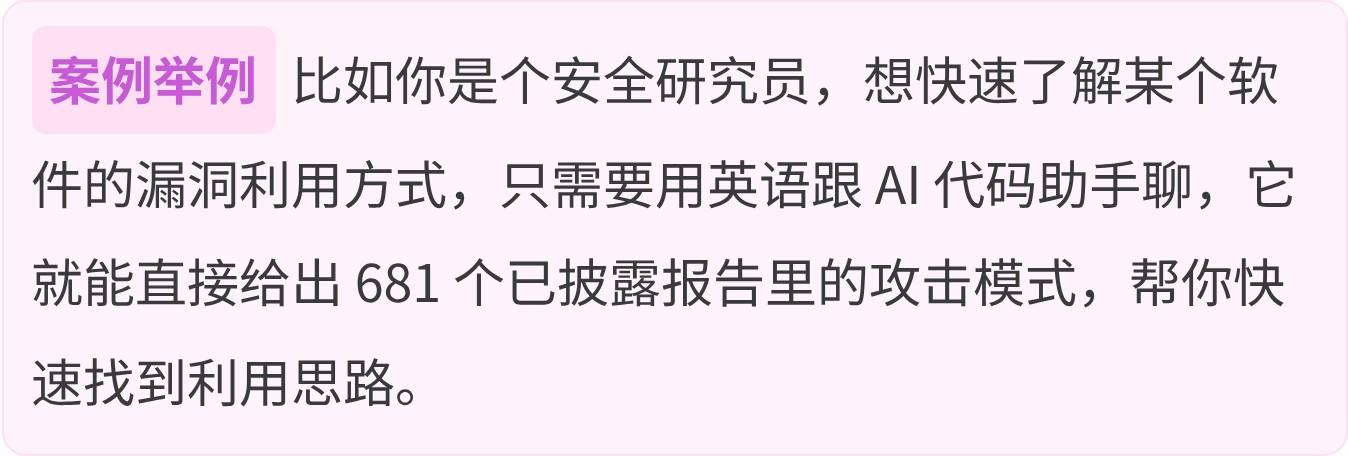 案例举例 比如你是个安全研究员，想快速了解某个软
件的漏洞利用方式，只需要用英语跟 AI 代码助手聊，它
就能直接给出 681 个已披露报告里的攻击模式，帮你快
速找到利用思路。